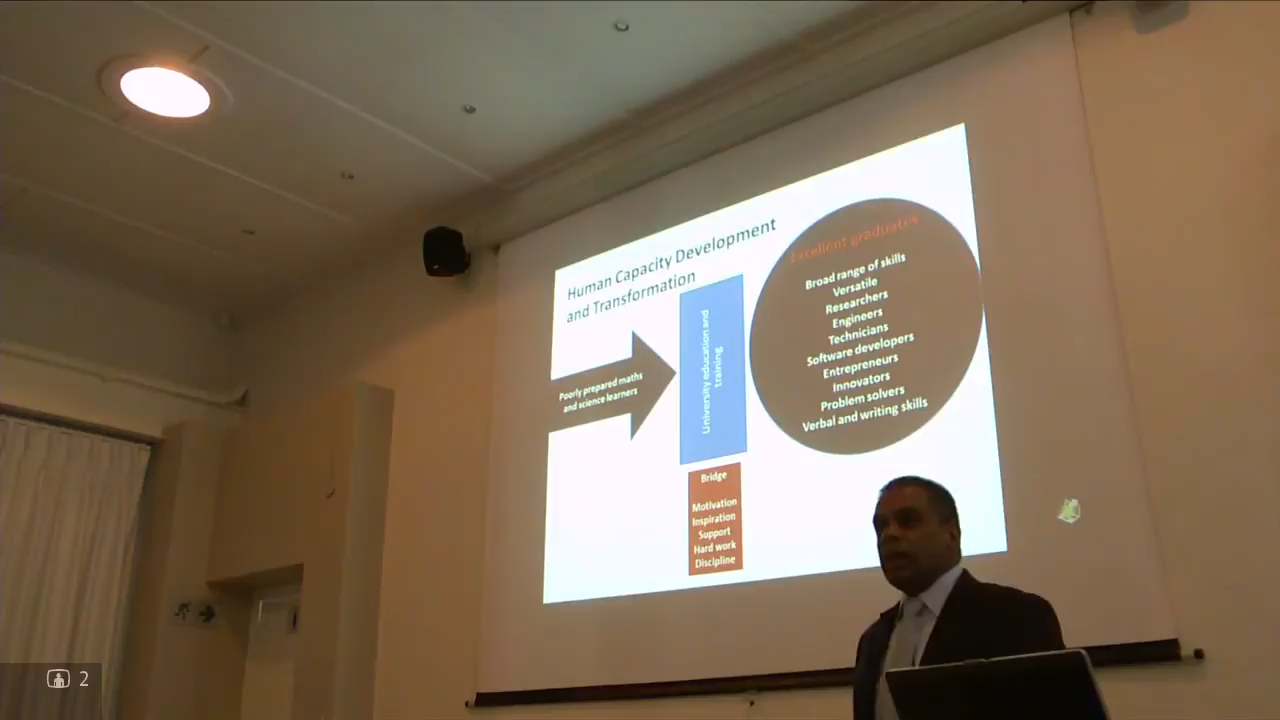 Human Capacity Development
and Transformation
Poorly prepared maths
and science learners
University education and
training
Bridge
Motivation
Inspiration
Support
Hard work
Discipline
Excellent graduates
Broad range of skills
Versatile
Researchers
Engineers
Technicians
Software developers
Entrepreneurs
Innovators
Problem solvers
Verbal and writing skills
2